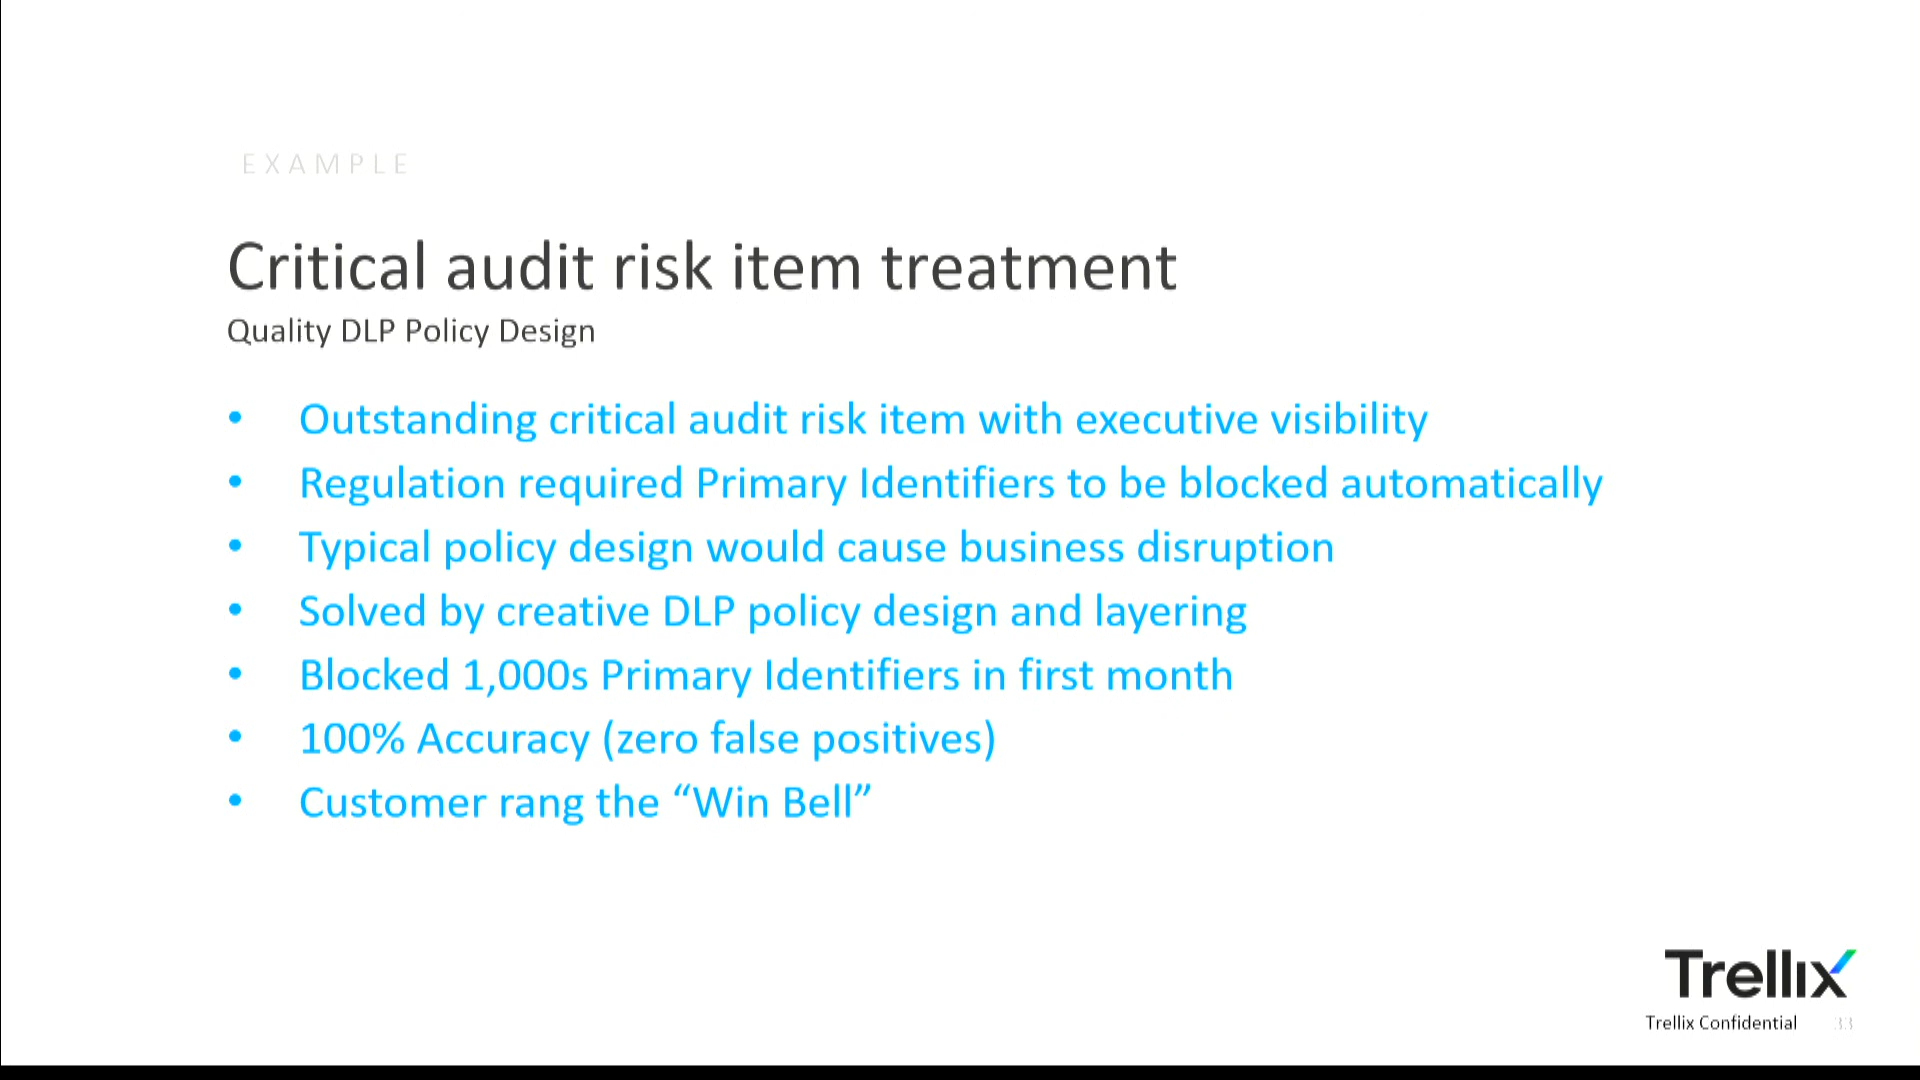 EXAMPLE
Critical audit risk item treatment
Quality DLP Policy Design
• Outstanding critical audit risk item with executive visibility
• Regulation required Primary Identifiers to be blocked automatically
• Typical policy design would cause business disruption
• Solved by creative DLP policy design and layering
• Blocked 1,000s Primary Identifiers in first month
• 100% Accuracy (zero false positives)
• Customer rang the “Win Bell”
Trellix
Trellix Confidential 33